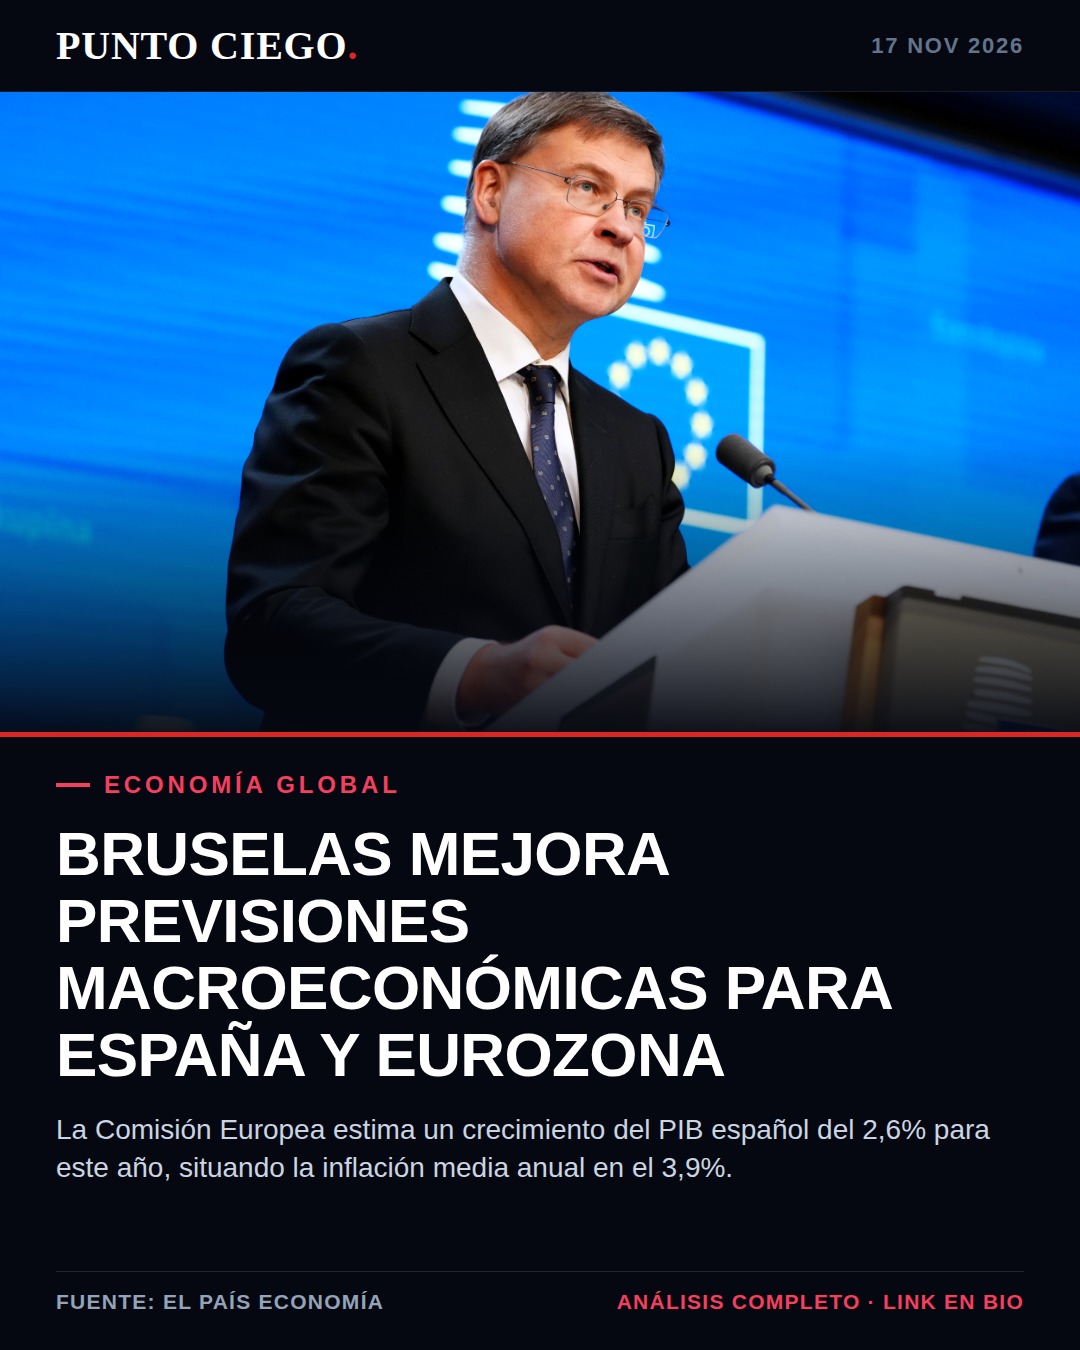 PUNTO CIEGO.
17 NOV 2026
ECONOMÍA GLOBAL
BRUSELAS MEJORA
PREVISIONES
MACROECONÓMICAS PARA
ESPAÑA Y EUROZONA
La Comisión Europea estima un crecimiento del PIB español del 2,6% para
este año, situando la inflación media anual en el 3,9%.
FUENTE: EL PAÍS ECONOMÍA
ANÁLISIS COMPLETO · LINK EN BIO